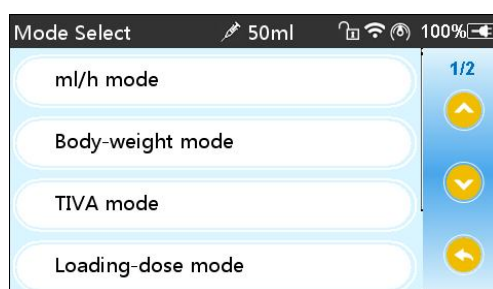 Mode Select 50ml 100%
ml/h mode 1/2
Body-weight mode
TIVA mode
Loading-dose mode